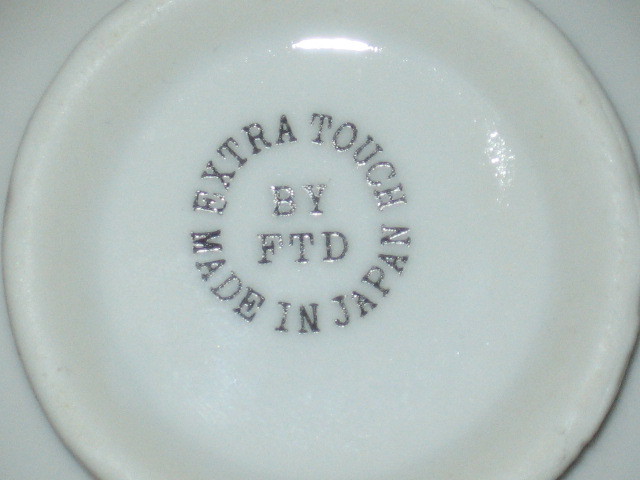 EXTRA TOUCH
BY
FTD
MADE IN JAPAN